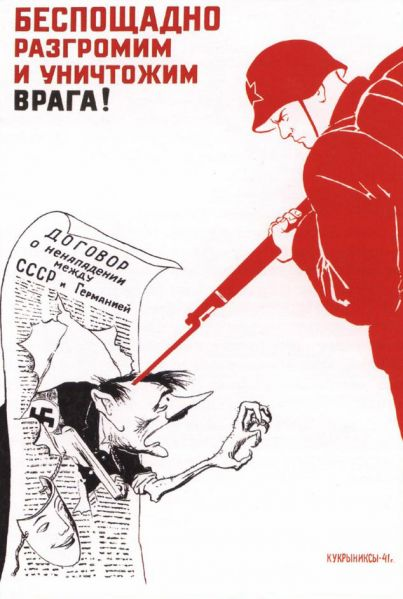 БЕСПОЩАДНО
РАЗГРОМИМ
И УНИЧТОЖИМ
ВРАГА!
ДОГОВОР
О НЕНАПАДЕНИИ
МЕЖДУ
СССР И ГЕРМАНИЕЙ
КУКРЫНИКСЫ-41г.